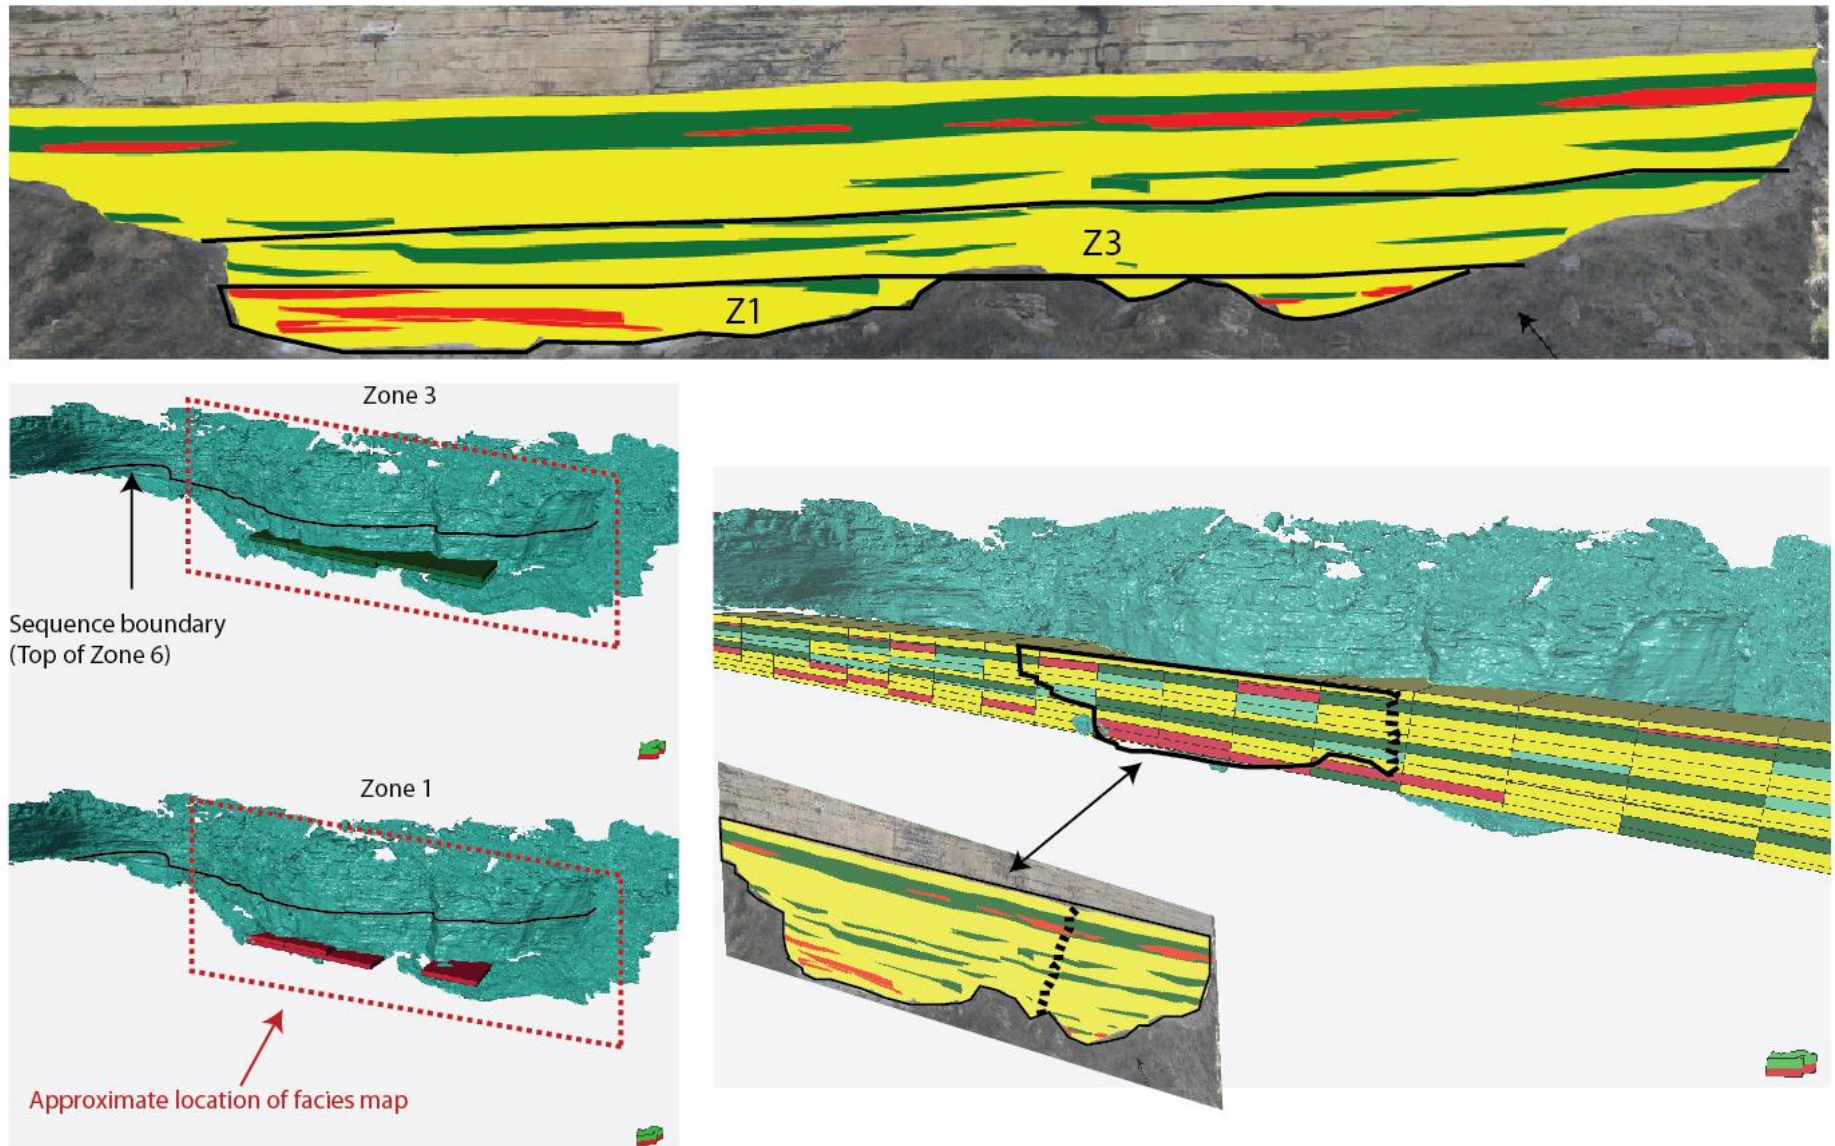 Z3
Z1
Zone 3
Sequence boundary
(Top of Zone 6)
Zone 1
Approximate location of facies map